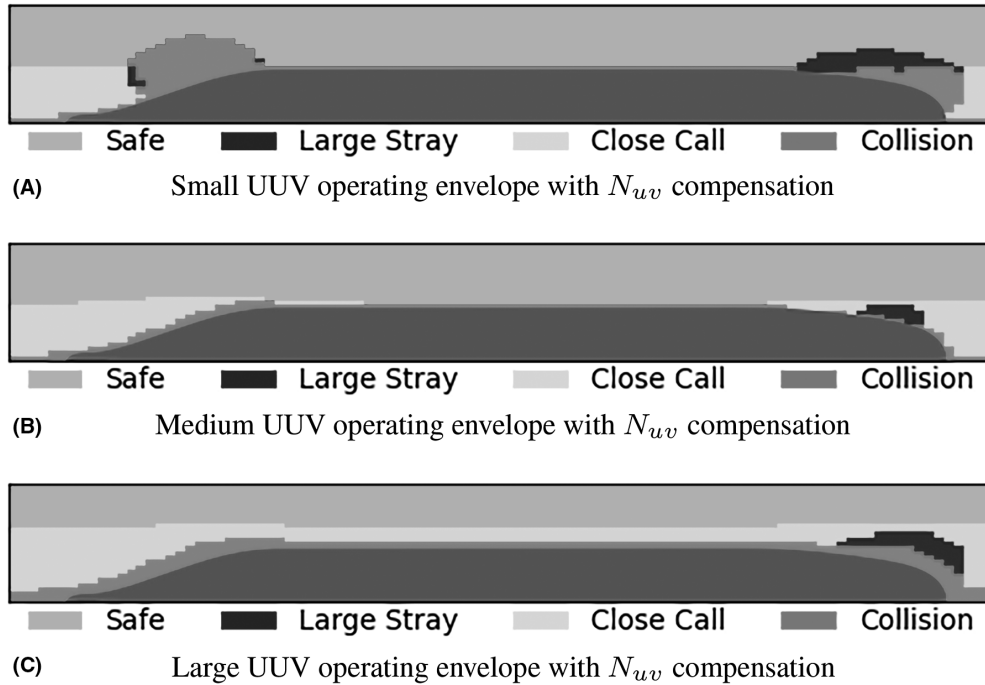 Safe Large Stray Close Call Collision
(A) Small UUV operating envelope with N_{uv} compensation
Safe Large Stray Close Call Collision
(B) Medium UUV operating envelope with N_{uv} compensation
Safe Large Stray Close Call Collision
(C) Large UUV operating envelope with N_{uv} compensation